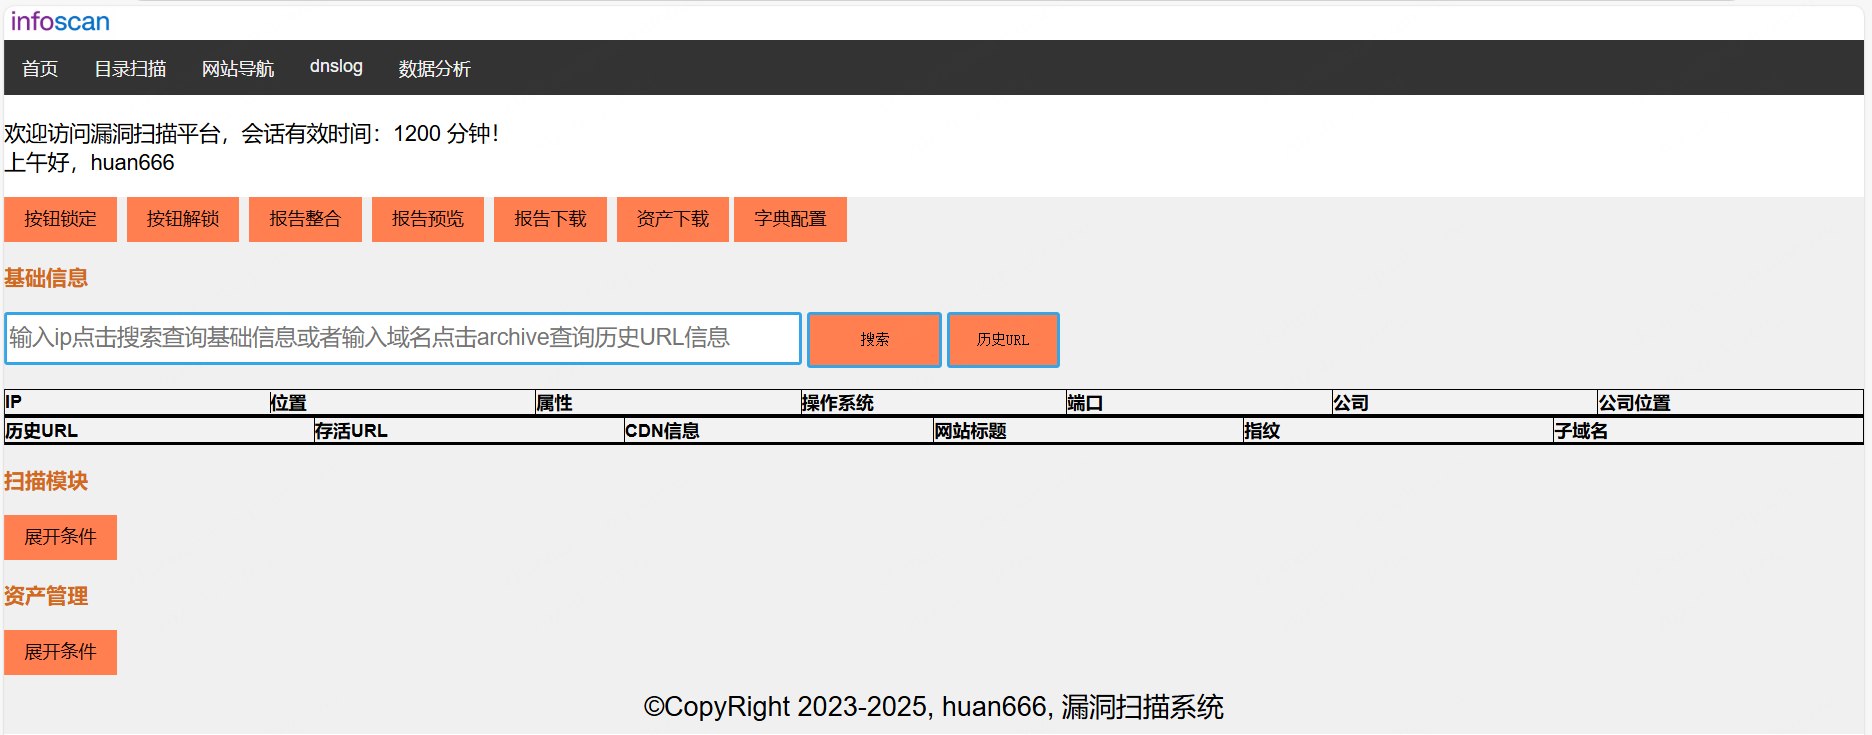 infoscan
首页 目录扫描 网站导航 dnslog 数据分析
欢迎访问漏洞扫描平台，会话有效时间：1200 分钟！
上午好，huan666
按钮锁定 按钮解锁 报告整合 报告预览 报告下载 资产下载 字典配置
基础信息
输入ip点击搜索查询基础信息或者输入域名点击archive查询历史URL信息 搜索 历史URL
IP 位置 属性 操作系统 端口 公司 公司位置
历史URL 存活URL CDN信息 网站标题 指纹 子域名
扫描模块
展开条件
资产管理
展开条件
©CopyRight 2023-2025, huan666, 漏洞扫描系统